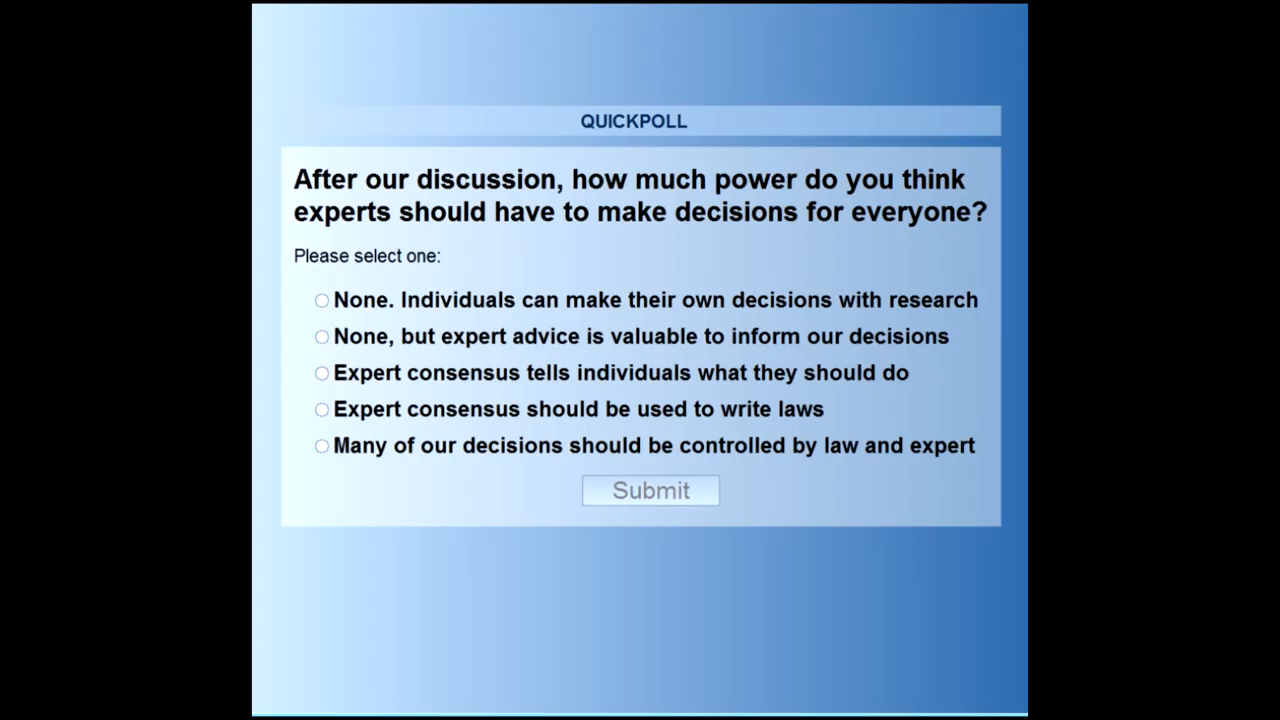 QUICKPOLL
After our discussion, how much power do you think
experts should have to make decisions for everyone?
Please select one:
None. Individuals can make their own decisions with research
None, but expert advice is valuable to inform our decisions
Expert consensus tells individuals what they should do
Expert consensus should be used to write laws
Many of our decisions should be controlled by law and expert
Submit